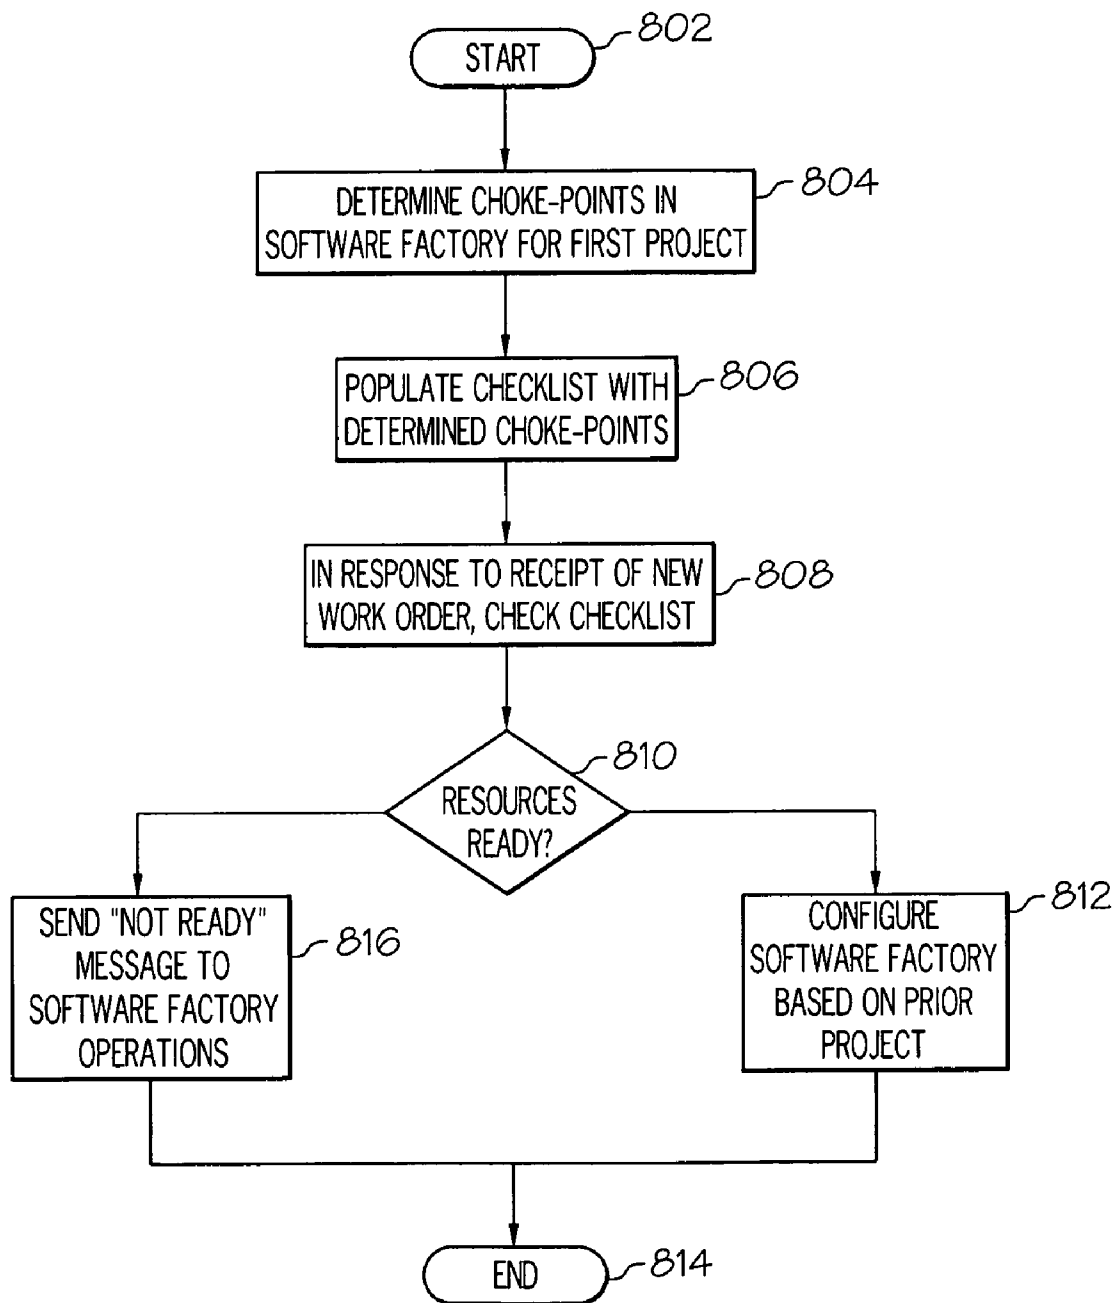 START
802
DETERMINE CHOKE-POINTS IN
SOFTWARE FACTORY FOR FIRST PROJECT
804
POPULATE CHECKLIST WITH
DETERMINED CHOKE-POINTS
806
IN RESPONSE TO RECEIPT OF NEW
WORK ORDER, CHECK CHECKLIST
808
RESOURCES
READY?
810
SEND "NOT READY"
MESSAGE TO
SOFTWARE FACTORY
OPERATIONS
816
CONFIGURE
SOFTWARE FACTORY
BASED ON PRIOR
PROJECT
812
END
814